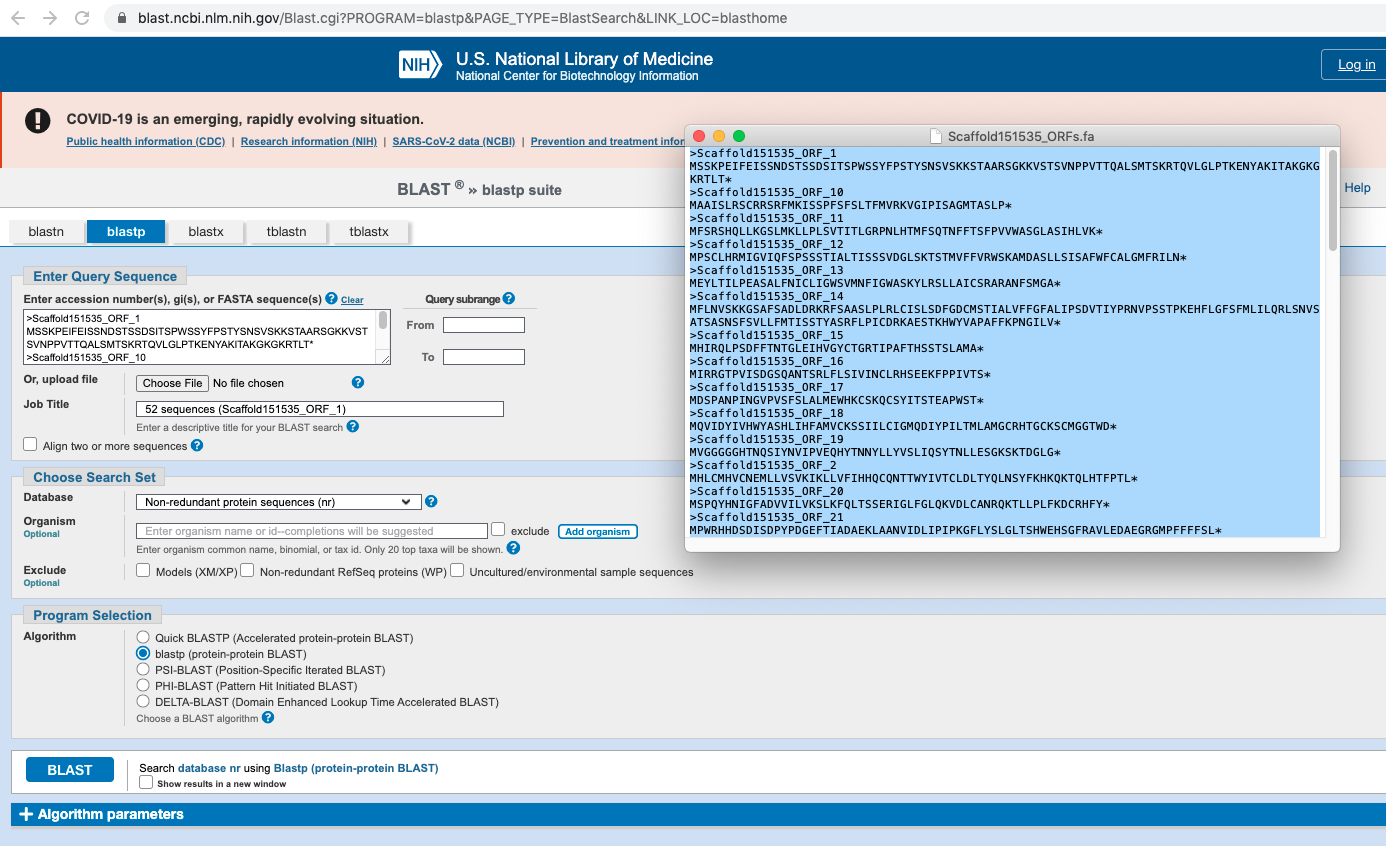 blast.ncbi.nlm.nih.gov/Blast.cgi?PROGRAM=blastp&PAGE_TYPE=BlastSearch&LINK_LOC=blasthome
NIH
U.S. National Library of Medicine
National Center for Biotechnology Information
Log in
COVID-19 is an emerging, rapidly evolving situation.
Public health information (CDC) | Research information (NIH) | SARS-CoV-2 data (NCBI) | Prevention and treatment infor
BLAST ® » blastp suite
Help
blastn
blastp
blastx
tblastn
tblastx
Enter Query Sequence
Enter accession number(s), gi(s), or FASTA sequence(s) ? Clear
Query subrange ?
>Scaffold151535_ORF_1
MSSKPEIFEISSNDSTSSDSITSPWSSYFPSTYSNSVSKKSTAARSGKKVST
SVNPPVTTQALSMTSKRTQVLGLPTKENYAKITAKGKGKRTLT*
>Scaffold151535_ORF_10
From
To
Or, upload file
Choose File No file chosen ?
Job Title
52 sequences (Scaffold151535_ORF_1)
Enter a descriptive title for your BLAST search ?
Align two or more sequences ?
Choose Search Set
Database
Non-redundant protein sequences (nr) ?
Organism
Optional
Enter organism name or id--completions will be suggested
exclude
Add organism
Enter organism common name, binomial, or tax id. Only 20 top taxa will be shown. ?
Exclude
Optional
Models (XM/XP) Non-redundant RefSeq proteins (WP) Uncultured/environmental sample sequences
Program Selection
Algorithm
Quick BLASTP (Accelerated protein-protein BLAST)
blastp (protein-protein BLAST)
PSI-BLAST (Position-Specific Iterated BLAST)
PHI-BLAST (Pattern Hit Initiated BLAST)
DELTA-BLAST (Domain Enhanced Lookup Time Accelerated BLAST)
Choose a BLAST algorithm ?
BLAST
Search database nr using Blastp (protein-protein BLAST)
Show results in a new window
+ Algorithm parameters
Scaffold151535_ORFs.fa
>Scaffold151535_ORF_1
MSSKPEIFEISSNDSTSSDSITSPWSSYFPSTYSNSVSKKSTAARSGKKVSTSVNPPVTTQALSMTSKRTQVLGLPTKENYAKITAKGKG
KRTLT*
>Scaffold151535_ORF_10
MAAISLRSCRRSRFMKISSPFSFSLTFMVRKVGIPISAGMTASLP*
>Scaffold151535_ORF_11
MFSRSHQLLKGSLMKLLPLSVTITLGRPNLHTMFSQTNFFTSFPVVWASGLASIHLVK*
>Scaffold151535_ORF_12
MPSCLHRMIGVIQFSPSSSTIALTISSSVDGLSKTSTMVFFVRWSKAMDASLLSISAFWFCALGMFRILN*
>Scaffold151535_ORF_13
MEYLTILPEASALFNICLIGWSVMNFIGWASKYLRSLLAICSRARANFSMGA*
>Scaffold151535_ORF_14
MFLNVSKKGSAFSADLDRKRFSAASLPLRLCISLSDFGDCMSTIALVFFGFALIPSDVTIYPRNVPSSTPKEHFLGFSFMLILQRLSNVS
ATSASNSFSVLLFMTISSTYASRFLPICDRKAESTKHWYVAPAFFKPNGILV*
>Scaffold151535_ORF_15
MHIRQLPSDFFTNTGLEIHVGYCTGRTIPAFTHSSTSLAMA*
>Scaffold151535_ORF_16
MIRRGTPVISDGSQANTSRLFLSIVINCLRHSEEKFPPIVTS*
>Scaffold151535_ORF_17
MDSPANPINGVPVSFSLALMEWHKCSKQCSYITSTEAPWST*
>Scaffold151535_ORF_18
MQVIDYIVHWYASHLIHFAMVCKSSIILCIGMQDIYPILTMLAMGCRHTGCKSCMGGTWD*
>Scaffold151535_ORF_19
MVGGGGGHTNQSIYNVIPVEQHYTNNYLLYVSLIQSYTNLLESGKSKTDGLG*
>Scaffold151535_ORF_2
MHLCMHVCNEMLLVSVKIKLLVFIHHQCQNTTWYIVTCLDLTYQLNSYFKHKQKTQLHTFPTL*
>Scaffold151535_ORF_20
MSPQYHNIGFADVVILVKSLKFQLTSSERIGLFGLQKVDLCANRQKTLLPLFKDCRHFY*
>Scaffold151535_ORF_21
MPWRHHDSDISDPYPDGEFTIADAEKLAANVIDLIPIPKGFLYSLGLTSHWEHSGFRAVLEDAEGRGMPFFFFSL*